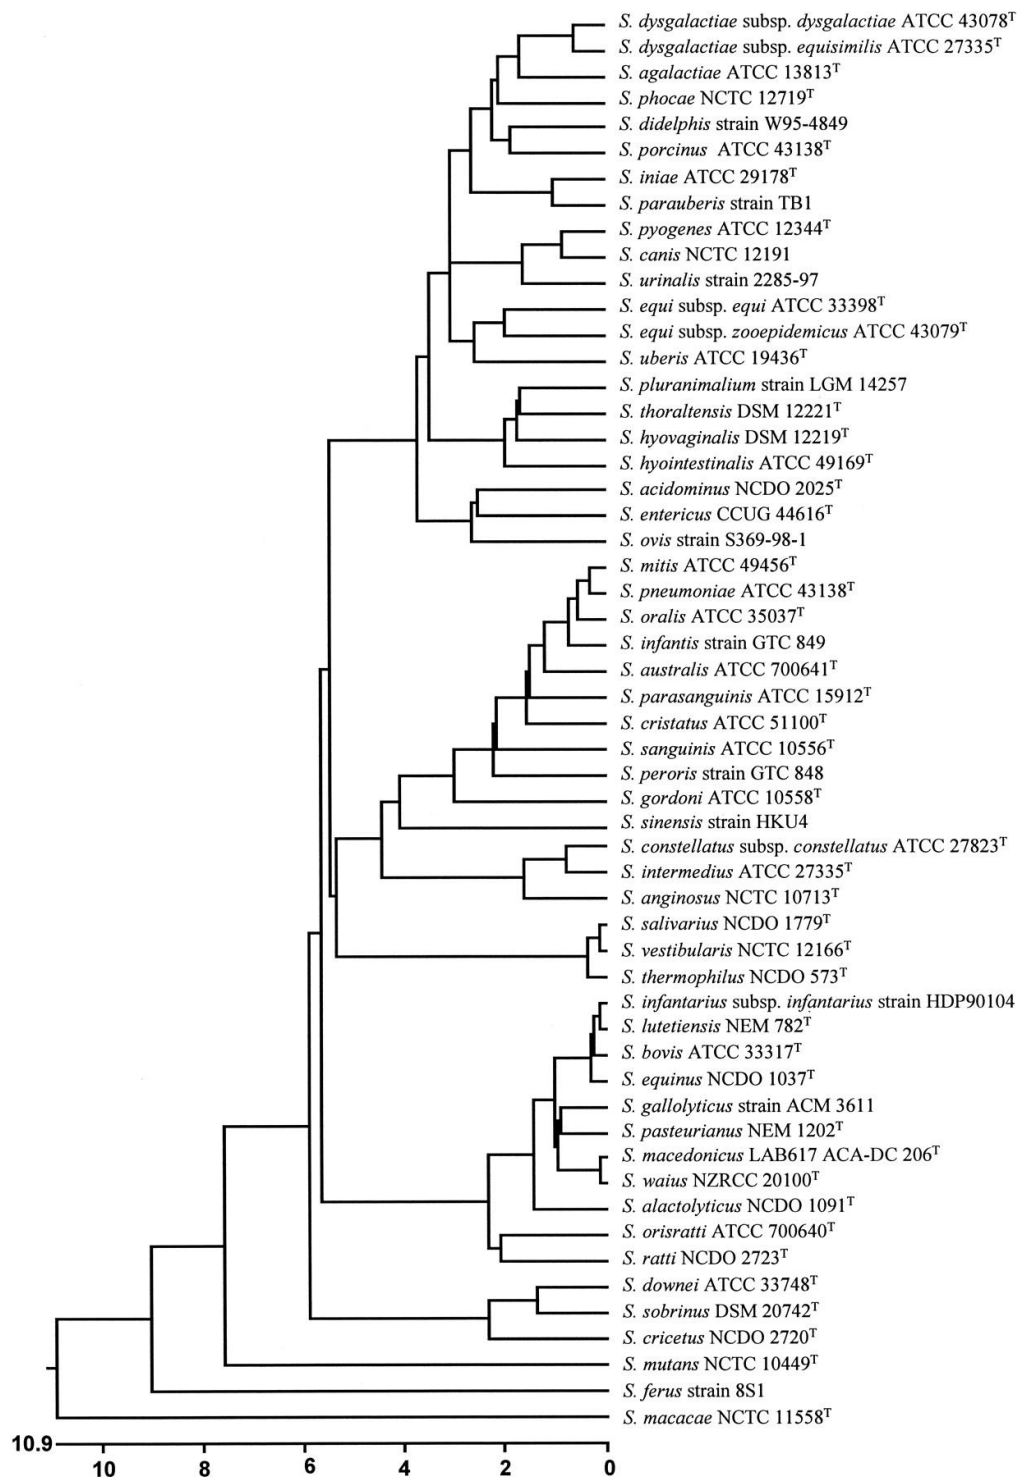 S. dysgalactiae subsp. dysgalactiae ATCC 43078ᵀ
S. dysgalactiae subsp. equisimilis ATCC 27335ᵀ
S. agalactiae ATCC 13813ᵀ
S. phocae NCTC 12719ᵀ
S. didelphis strain W95-4849
S. porcinus ATCC 43138ᵀ
S. iniae ATCC 29178ᵀ
S. parauberis strain TB1
S. pyogenes ATCC 12344ᵀ
S. canis NCTC 12191
S. urinalis strain 2285-97
S. equi subsp. equi ATCC 33398ᵀ
S. equi subsp. zooepidemicus ATCC 43079ᵀ
S. uberis ATCC 19436ᵀ
S. pluranimalium strain LGM 14257
S. thoraltensis DSM 12221ᵀ
S. hyovaginalis DSM 12219ᵀ
S. hyointestinalis ATCC 49169ᵀ
S. acidominus NCDO 2025ᵀ
S. entericus CCUG 44616ᵀ
S. ovis strain S369-98-1
S. mitis ATCC 49456ᵀ
S. pneumoniae ATCC 43138ᵀ
S. oralis ATCC 35037ᵀ
S. infantis strain GTC 849
S. australis ATCC 700641ᵀ
S. parasanguinis ATCC 15912ᵀ
S. cristatus ATCC 51100ᵀ
S. sanguinis ATCC 10556ᵀ
S. peroris strain GTC 848
S. gordoni ATCC 10558ᵀ
S. sinensis strain HKU4
S. constellatus subsp. constellatus ATCC 27823ᵀ
S. intermedius ATCC 27335ᵀ
S. anginosus NCTC 10713ᵀ
S. salivarius NCDO 1779ᵀ
S. vestibularis NCTC 12166ᵀ
S. thermophilus NCDO 573ᵀ
S. infantarius subsp. infantarius strain HDP90104
S. lutetiensis NEM 782ᵀ
S. bovis ATCC 33317ᵀ
S. equinus NCDO 1037ᵀ
S. gallolyticus strain ACM 3611
S. pasteurianus NEM 1202ᵀ
S. macedonicus LAB617 ACA-DC 206ᵀ
S. waius NZRCC 20100ᵀ
S. alactolyticus NCDO 1091ᵀ
S. orisratti ATCC 700640ᵀ
S. ratti NCDO 2723ᵀ
S. downei ATCC 33748ᵀ
S. sobrinus DSM 20742ᵀ
S. cricetus NCDO 2720ᵀ
S. mutans NCTC 10449ᵀ
S. ferus strain 8S1
S. macacae NCTC 11558ᵀ
10.9
10 8 6 4 2 0